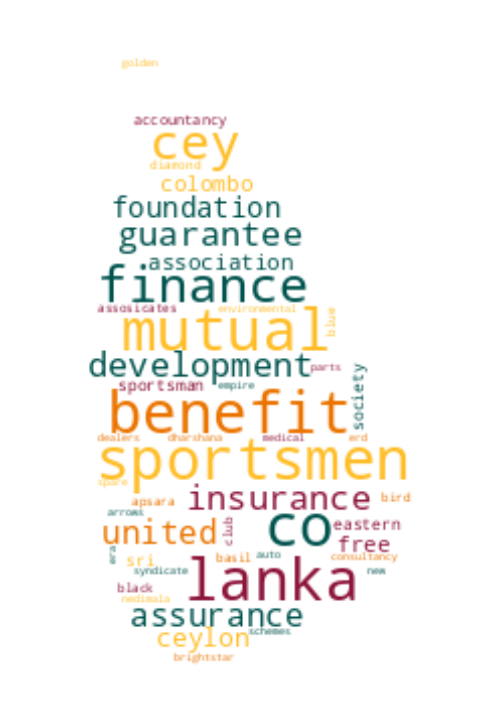 golden
accountancy
cey
diamond
colombo
foundation
guarantee
association
finance
assosicates environmental
mutual blue
development parts
sportsman empire society
benefit
dealers dharshana medical erd
sportsmen
spare
insurance bird
apsara
arrows
co
united club eastern
free
era sri basil auto consultancy
syndicate lanka new
black
nedimala
assurance
schemes
ceylon
brightstar